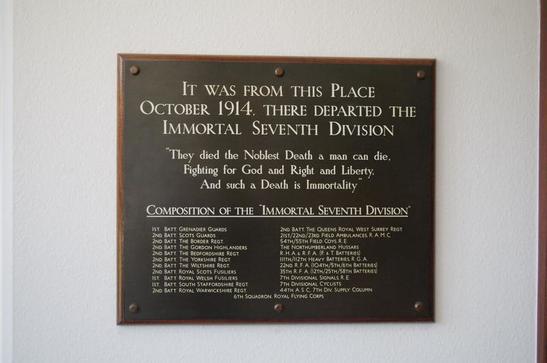 IT WAS FROM THIS PLACE
OCTOBER 1914, THERE DEPARTED THE
IMMORTAL SEVENTH DIVISION
"They died the Noblest Death a man can die,
Fighting for God and Right and Liberty,
And such a Death is Immortality"
COMPOSITION OF THE "IMMORTAL SEVENTH DIVISION"
1ST. BATT. GRENADIER GUARDS
2ND. BATT. SCOTS GUARDS
2ND. BATT. THE BORDER REGT.
2ND. BATT. THE GORDON HIGHLANDERS
2ND. BATT. THE BEDFORDSHIRE REGT.
2ND. BATT. THE YORKSHIRE REGT.
2ND. BATT. THE WILTSHIRE REGT.
2ND. BATT. ROYAL SCOTS FUSILIERS
1ST. BATT. ROYAL WELSH FUSILIERS
1ST. BATT. SOUTH STAFFORDSHIRE REGT.
2ND. BATT. ROYAL WARWICKSHIRE REGT.
2ND BATT. THE QUEENS ROYAL WEST SURREY REGT.
21ST/22ND/23RD FIELD AMBULANCES R.A.M.C.
54TH/55TH FIELD COYS. R.E.
THE NORTHUMBERLAND HUSSARS
R.H.A. & R.F.A. (F. & T. BATTERIES)
111TH/112TH HEAVY BATTERIES R.G.A.
22ND R.F.A. (104TH/5TH/6TH BATTERIES)
35TH R.F.A. (12TH/25TH/58TH BATTERIES)
7TH DIVISIONAL SIGNALS R.E.
7TH DIVISIONAL CYCLISTS
44TH A.S.C. 7TH DIV. SUPPLY COLUMN
6TH SQUADRON, ROYAL FLYING CORPS